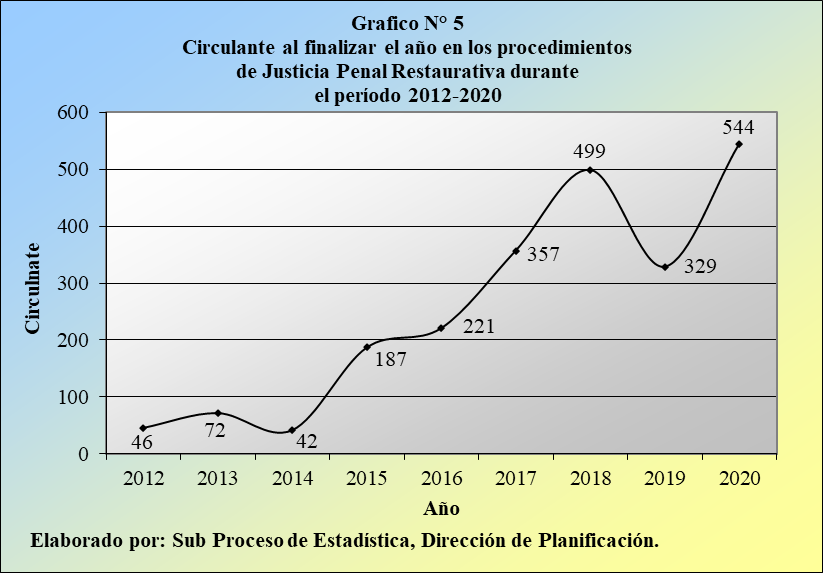 Grafico N° 5
Circulante al finalizar el año en los procedimientos
de Justicia Penal Restaurativa durante
el período 2012-2020
600
500
400
300
200
100
0
Circulnate
46
72
42
187
221
357
499
329
544
2012 2013 2014 2015 2016 2017 2018 2019 2020
Año
Elaborado por: Sub Proceso de Estadística, Dirección de Planificación.